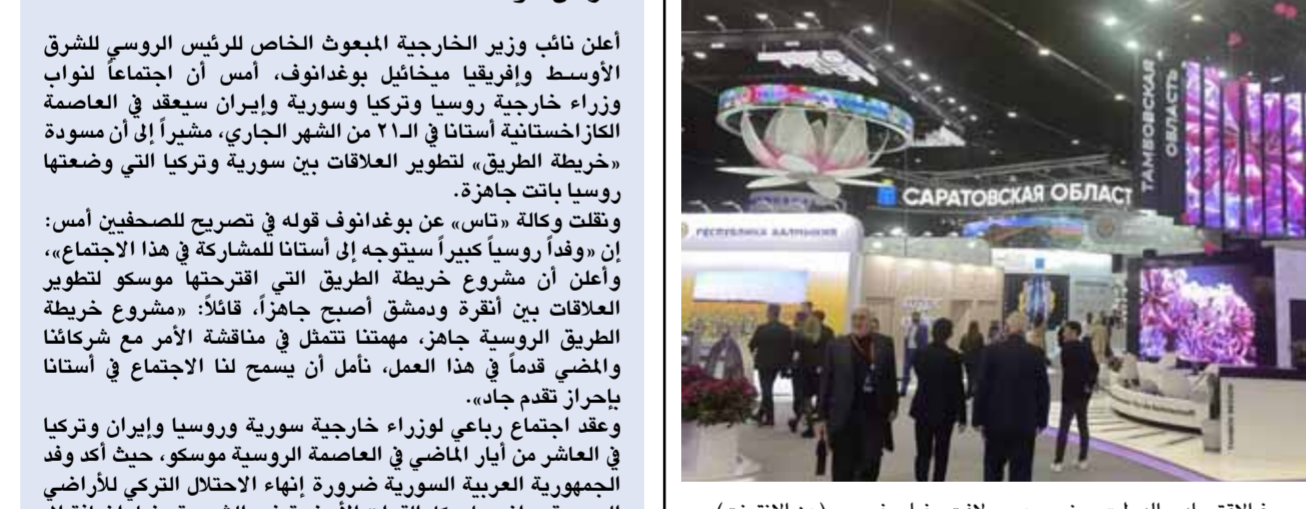 أعلن نائب وزير الخارجية المبعوث الخاص للرئيس الروسي للشرق
الأوسط وإفريقيا ميخائيل بوغدانوف، أمس أن اجتماعاً لنواب
وزراء خارجية روسيا وتركيا وسورية وإيران سيعقد في العاصمة
الكازاخستانية أستانا في الـ٢١ من الشهر الجاري، مشيراً إلى أن مسودة
«خريطة الطريق» لتطوير العلاقات بين سورية وتركيا التي وضعتها
روسيا باتت جاهزة.
ونقلت وكالة «تاس» عن بوغدانوف قوله في تصريح للصحفيين أمس:
إن «وفداً روسياً كبيراً سيتوجه إلى أستانا للمشاركة في هذا الاجتماع»،
وأعلن أن مشروع خريطة الطريق التي اقترحتها موسكو لتطوير
العلاقات بين أنقرة ودمشق أصبح جاهزاً، قائلاً: «مشروع خريطة
الطريق الروسية جاهز، مهمتنا تتمثل في مناقشة الأمر مع شركائنا
والمضي قدماً في هذا العمل، نأمل أن يسمح لنا الاجتماع في أستانا
بإحراز تقدم جاد».
وعقد اجتماع رباعي لوزراء خارجية سورية وروسيا وإيران وتركيا
في العاشر من أيار الماضي في العاصمة الروسية موسكو، حيث أكد وفد
الجمهورية العربية السورية ضرورة إنهاء الاحتلال التركي للأراضي
ТАМБОВСКАЯ
ОБЛАСТЬ
САРАТОВСКАЯ ОБЛАСТ
РЕСПУБЛИКА КАЛМЫКИЯ